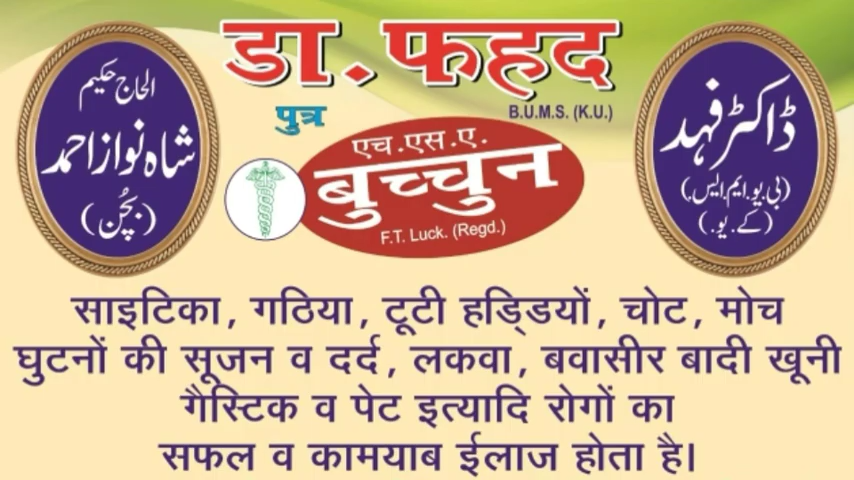 डा. फहद
B.U.M.S. (K.U.)
पुत्र
एच.एस.ए.
बुच्चुन
F.T. Luck. (Regd.)
الحاج حکیم
شاہ نواز احمد
(بچُن)
ڈاکٹر فہد
(بی.یو.ایم.ایس.)
(کے.یو.)
साइटिका, गठिया, टूटी हड्डियों, चोट, मोच
घुटनों की सूजन व दर्द, लकवा, बवासीर बादी खूनी
गैस्टिक व पेट इत्यादि रोगों का
सफल व कामयाब ईलाज होता है।